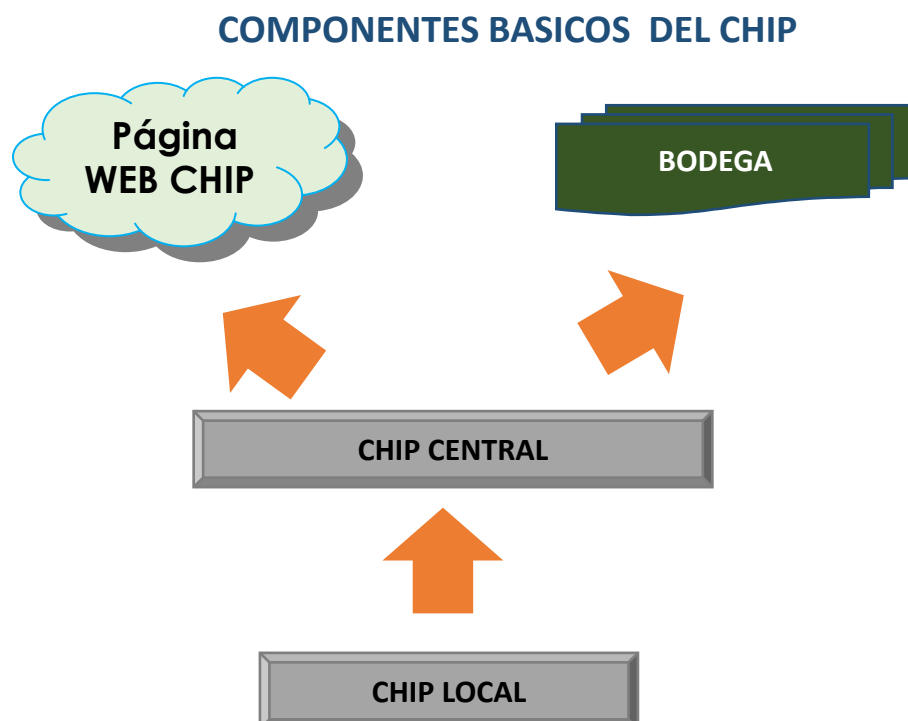 COMPONENTES BASICOS DEL CHIP
Página
WEB CHIP
BODEGA
CHIP CENTRAL
CHIP LOCAL